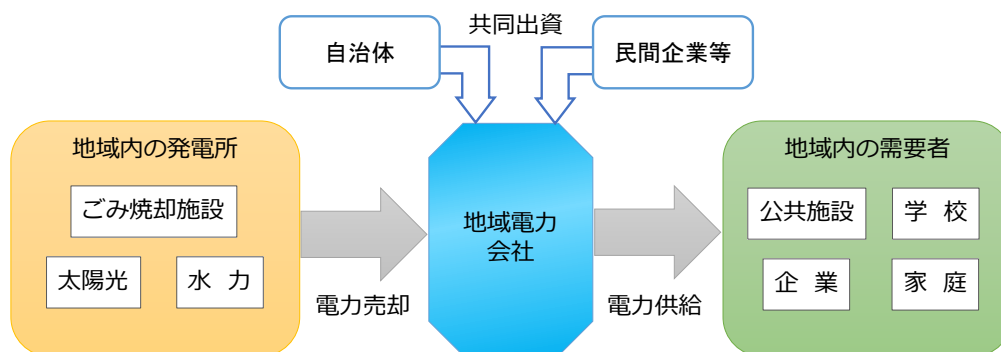 共同出資
自治体
民間企業等
地域内の発電所
ごみ焼却施設
太陽光
水 力
電力売却
地域電力
会社
電力供給
地域内の需要者
公共施設
学 校
企 業
家 庭